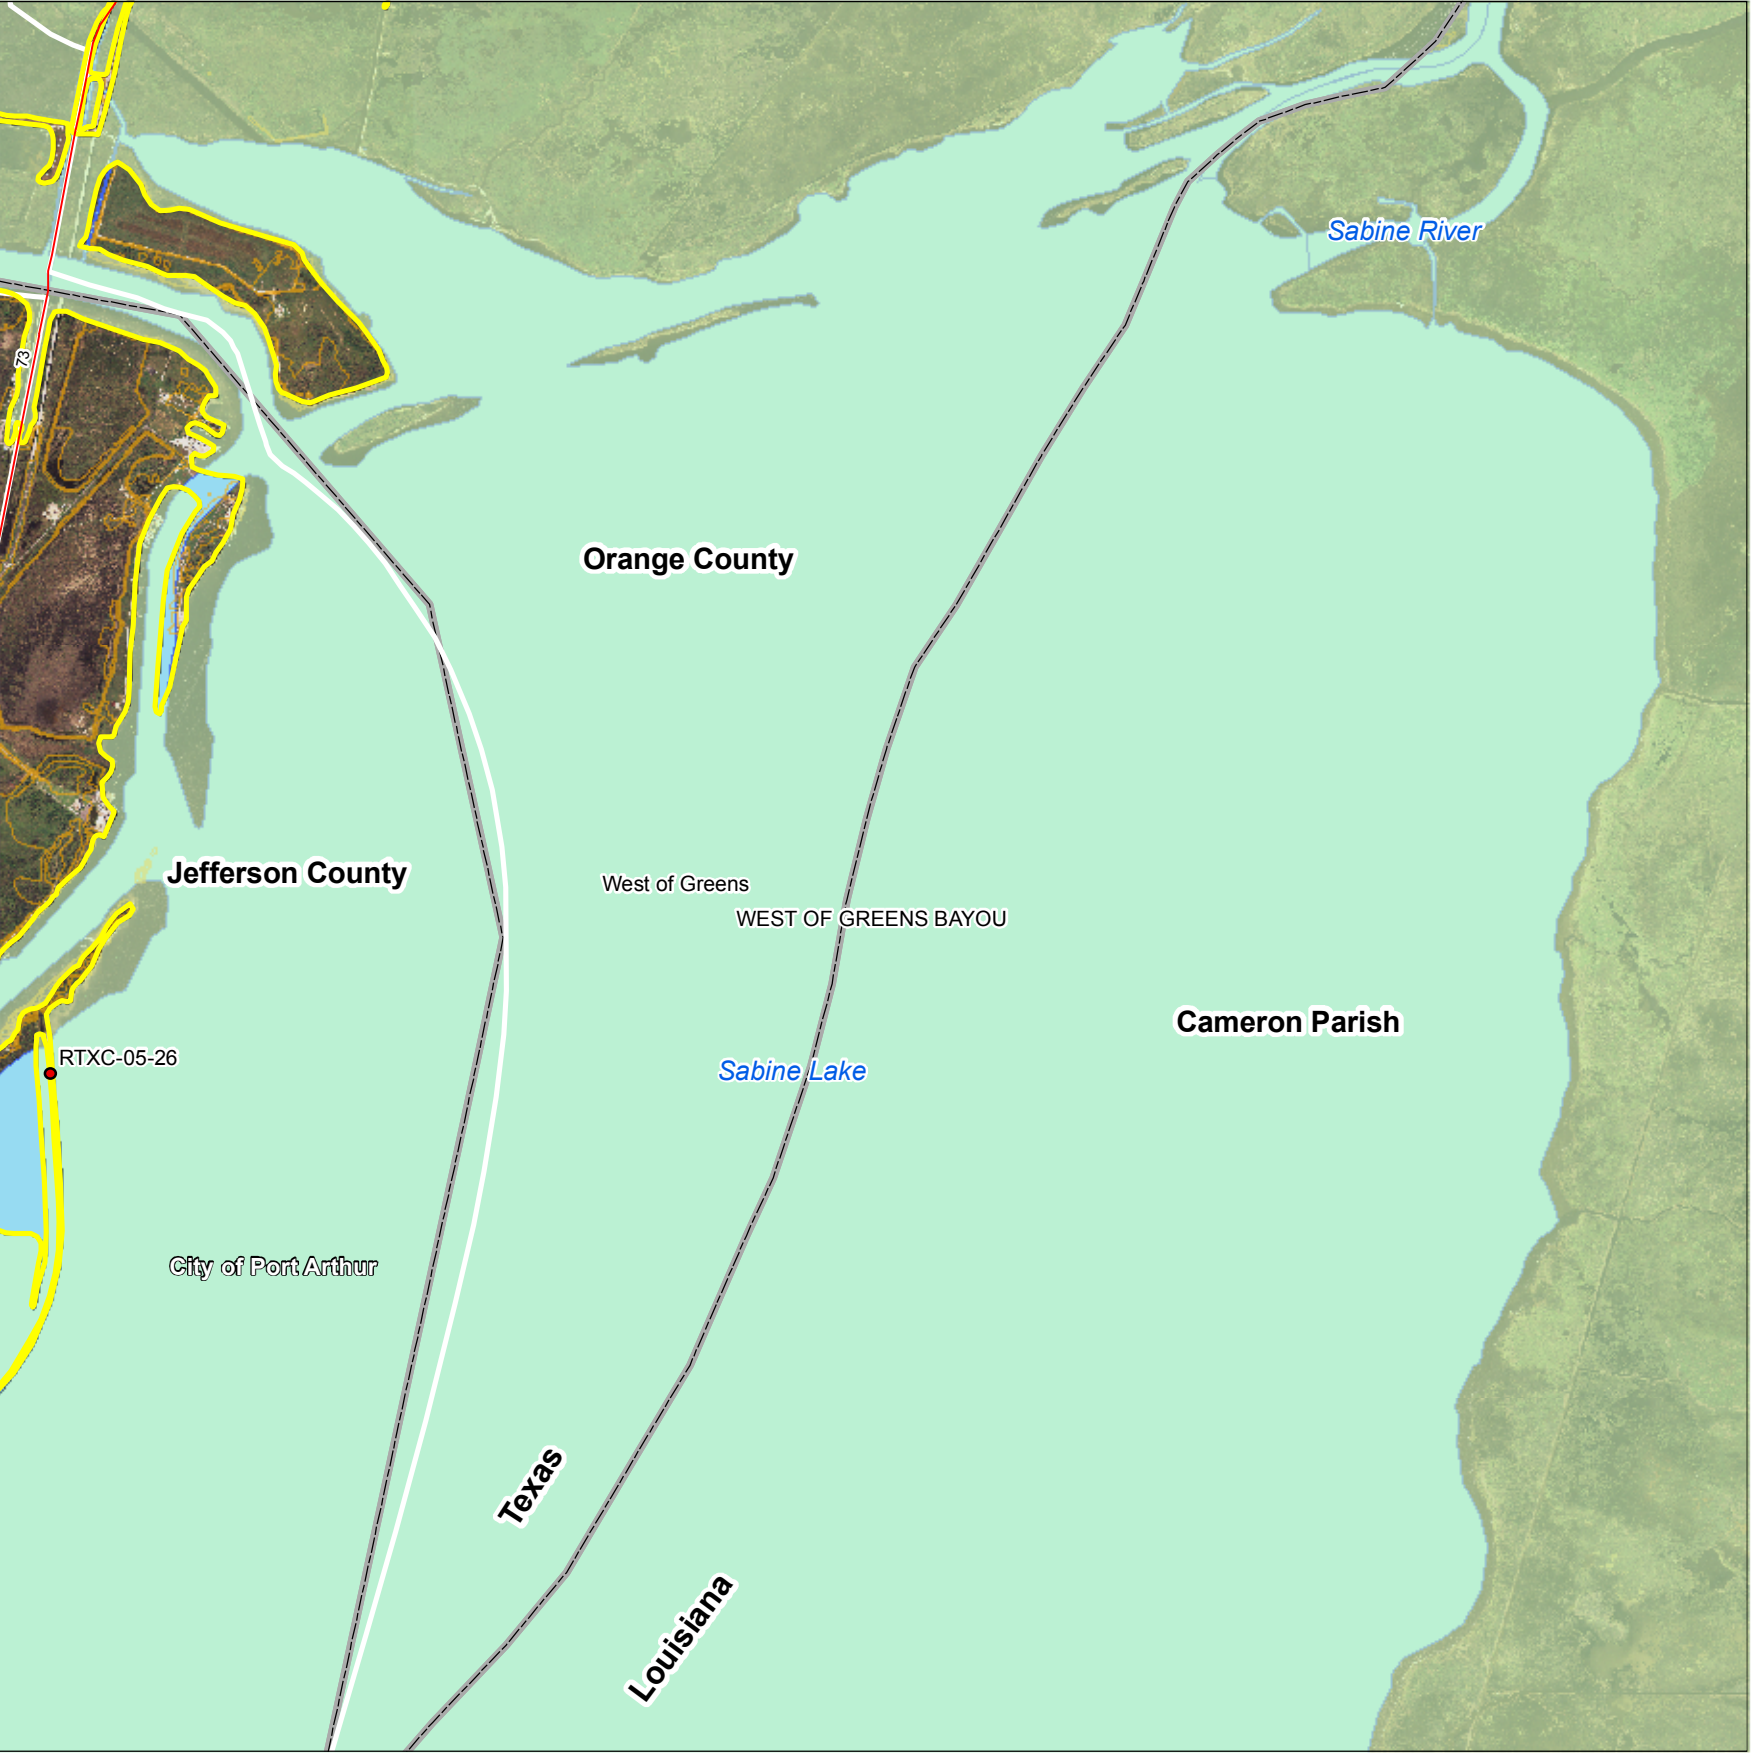 Sabine River
73
Orange County
Jefferson County
West of Greens
WEST OF GREENS BAYOU
Cameron Parish
RTXC-05-26
Sabine Lake
City of Port Arthur
Texas
Louisiana